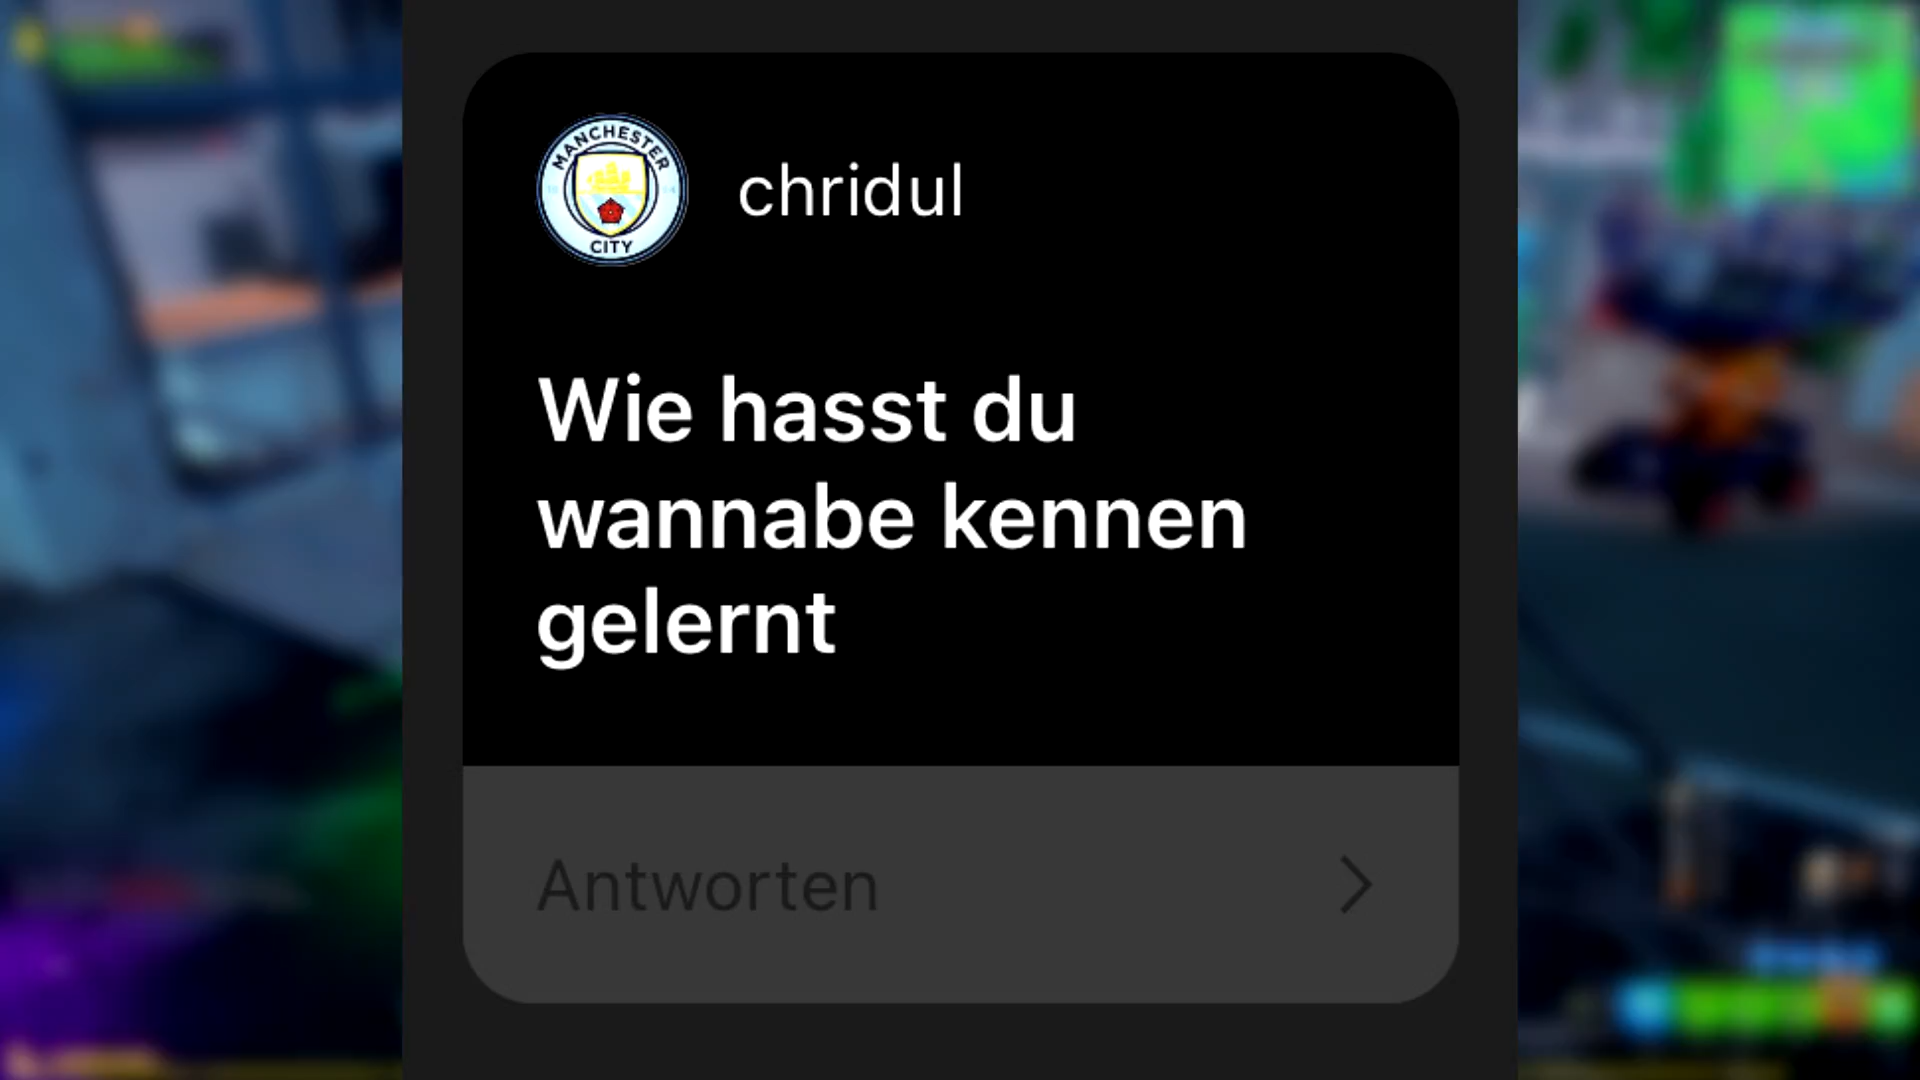 MANCHESTER
CITY
chridul
Wie hasst du
wannabe kennen
gelernt
Antworten